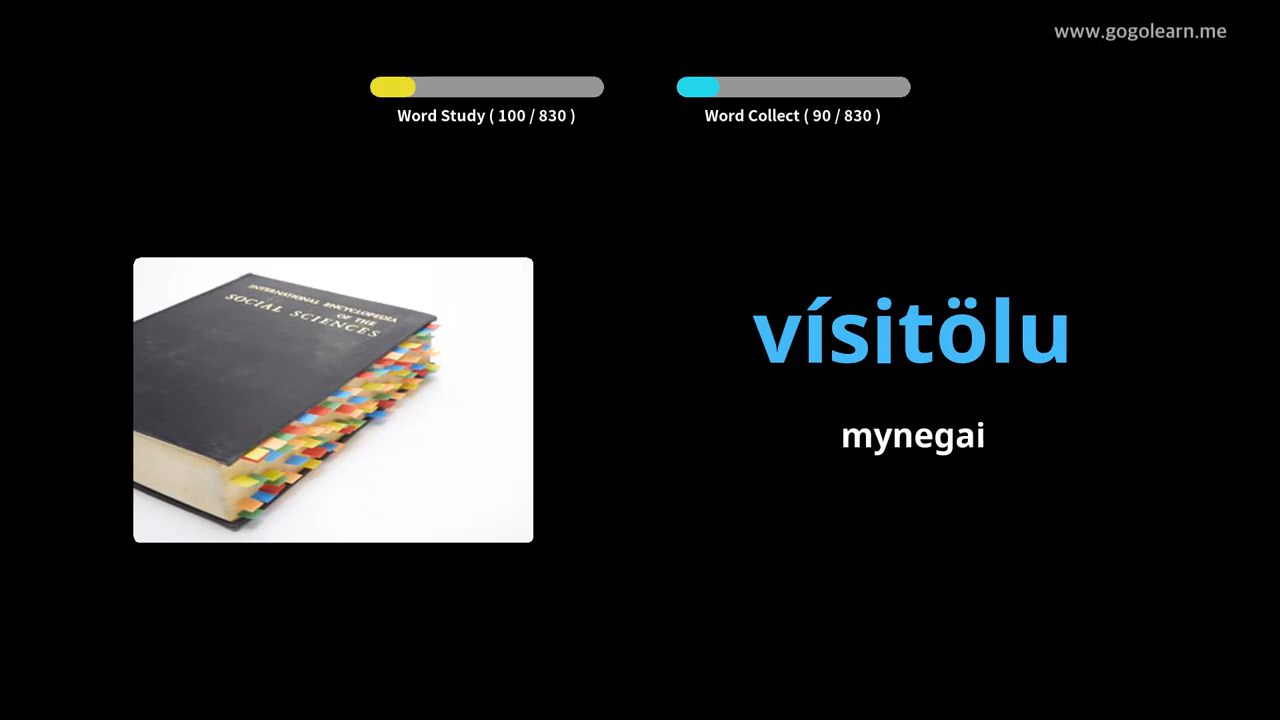 www.gogolearn.me
Word Study ( 100 / 830 )
Word Collect ( 90 / 830 )
INTERNATIONAL ENCYCLOPEDIA
OF THE
SOCIAL SCIENCES
vísitölu
mynegai